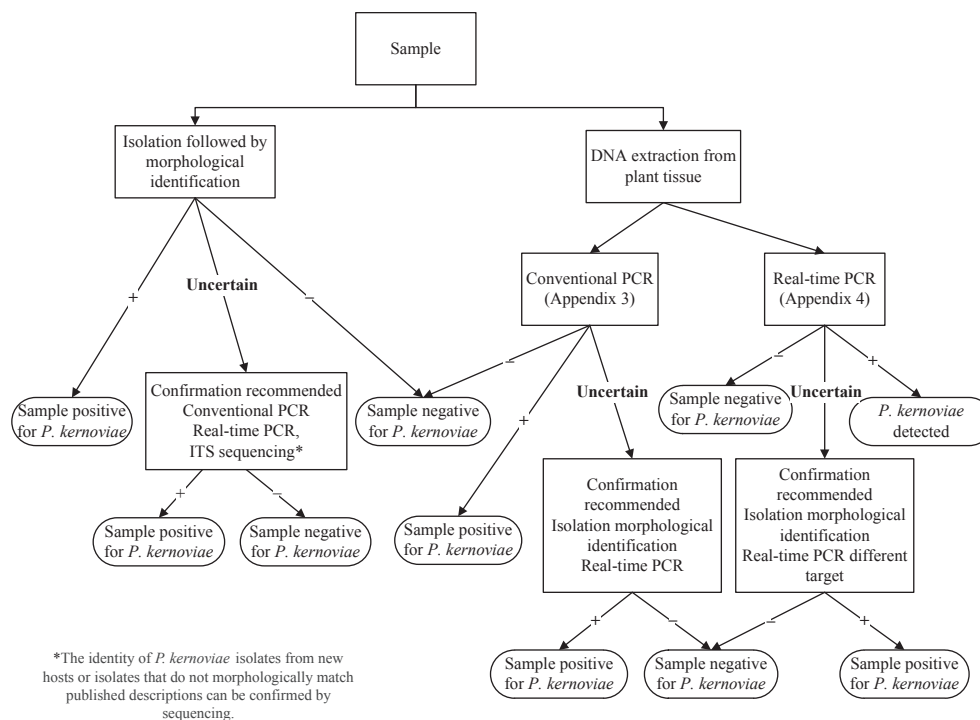 Sample
Isolation followed by
morphological
identification
DNA extraction from
plant tissue
Conventional PCR
(Appendix 3)
Real-time PCR
(Appendix 4)
+
Uncertain
–
–
+
Uncertain
–
Uncertain
+
Sample positive
for P. kernoviae
Confirmation recommended
Conventional PCR
Real-time PCR,
ITS sequencing*
Sample negative
for P. kernoviae
Sample negative
for P. kernoviae
P. kernoviae
detected
+
–
Sample positive
for P. kernoviae
Sample negative
for P. kernoviae
Sample positive
for P. kernoviae
Confirmation
recommended
Isolation morphological
identification
Real-time PCR
Confirmation
recommended
Isolation morphological
identification
Real-time PCR different
target
+
–
–
+
Sample positive
for P. kernoviae
Sample negative
for P. kernoviae
Sample positive
for P. kernoviae
*The identity of P. kernoviae isolates from new
hosts or isolates that do not morphologically match
published descriptions can be confirmed by
sequencing.